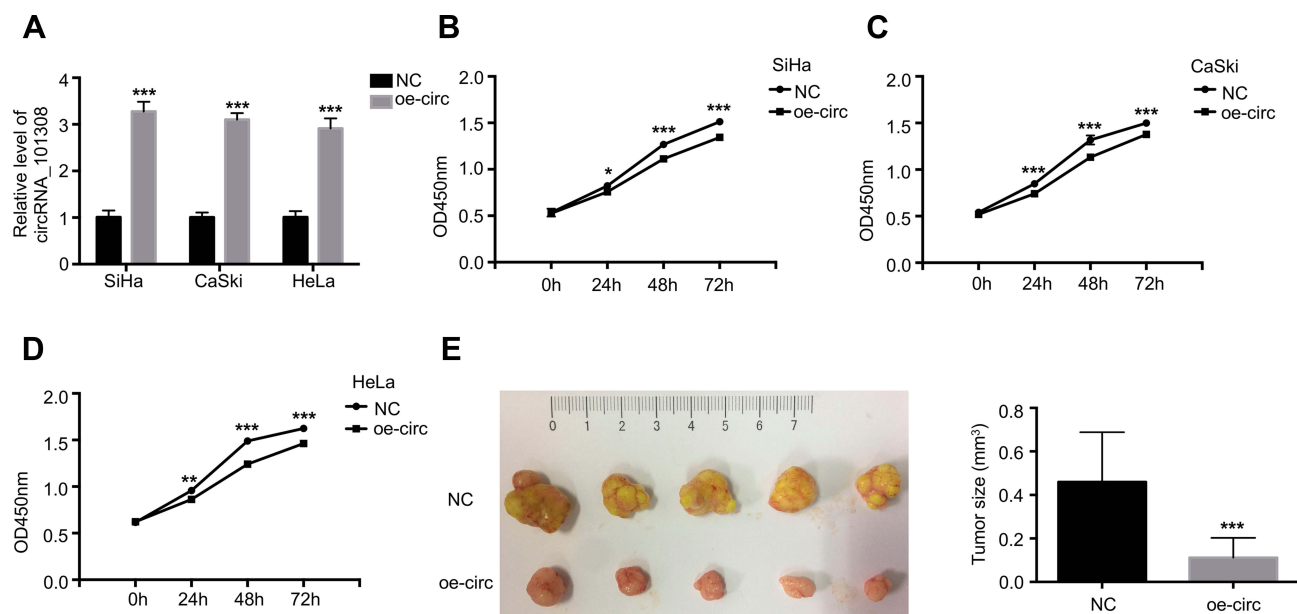 A
Relative level of
circRNA_101308
4
3
2
1
0
***
***
***
SiHa
CaSki
HeLa
NC
oe-circ
B
OD450nm
2.0
1.5
1.0
0.5
0.0
*
***
***
0h
24h
48h
72h
SiHa
NC
oe-circ
C
OD450nm
2.0
1.5
1.0
0.5
0.0
***
***
***
0h
24h
48h
72h
CaSki
NC
oe-circ
D
OD450nm
2.0
1.5
1.0
0.5
0.0
**
***
***
0h
24h
48h
72h
HeLa
NC
oe-circ
E
0 1 2 3 4 5 6 7
NC
oe-circ
Tumor size (mm³)
0.8
0.6
0.4
0.2
0.0
***
NC
oe-circ